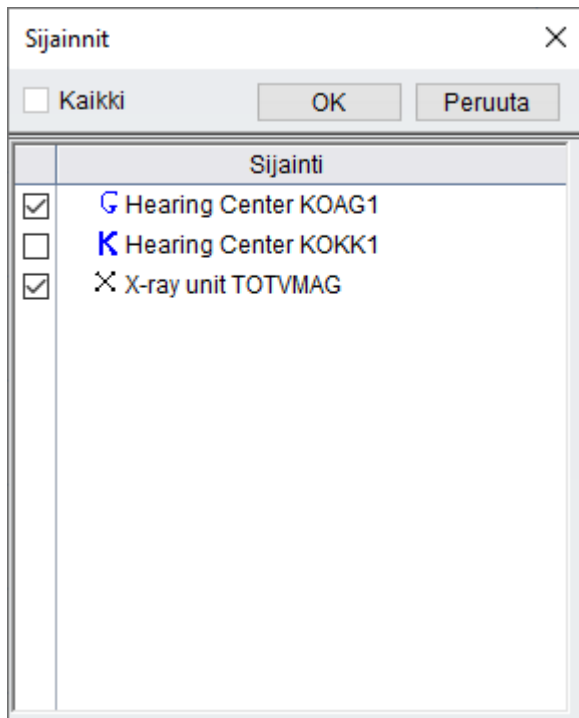 Sijainnit
Kaikki OK Peruuta
Sijainti
G Hearing Center KOAG1
K Hearing Center KOKK1
X X-ray unit TOTVMAG